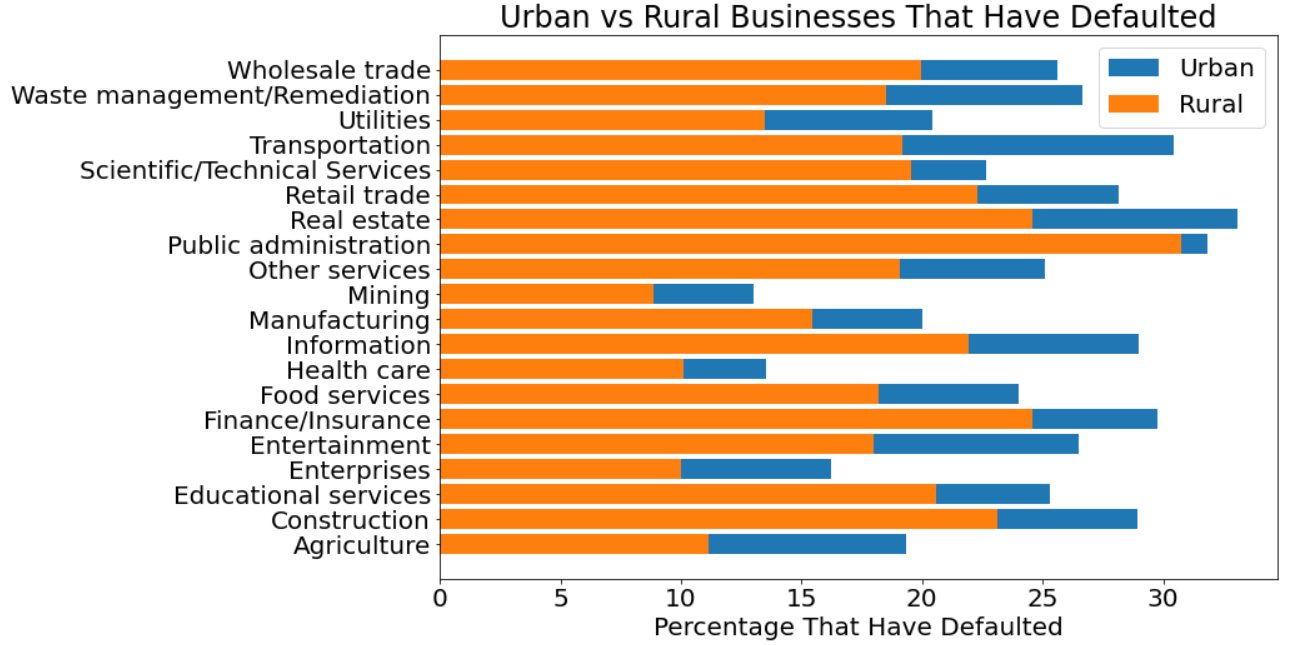 Urban vs Rural Businesses That Have Defaulted
Urban
Rural
Wholesale trade
Waste management/Remediation
Utilities
Transportation
Scientific/Technical Services
Retail trade
Real estate
Public administration
Other services
Mining
Manufacturing
Information
Health care
Food services
Finance/Insurance
Entertainment
Enterprises
Educational services
Construction
Agriculture
0 5 10 15 20 25 30
Percentage That Have Defaulted